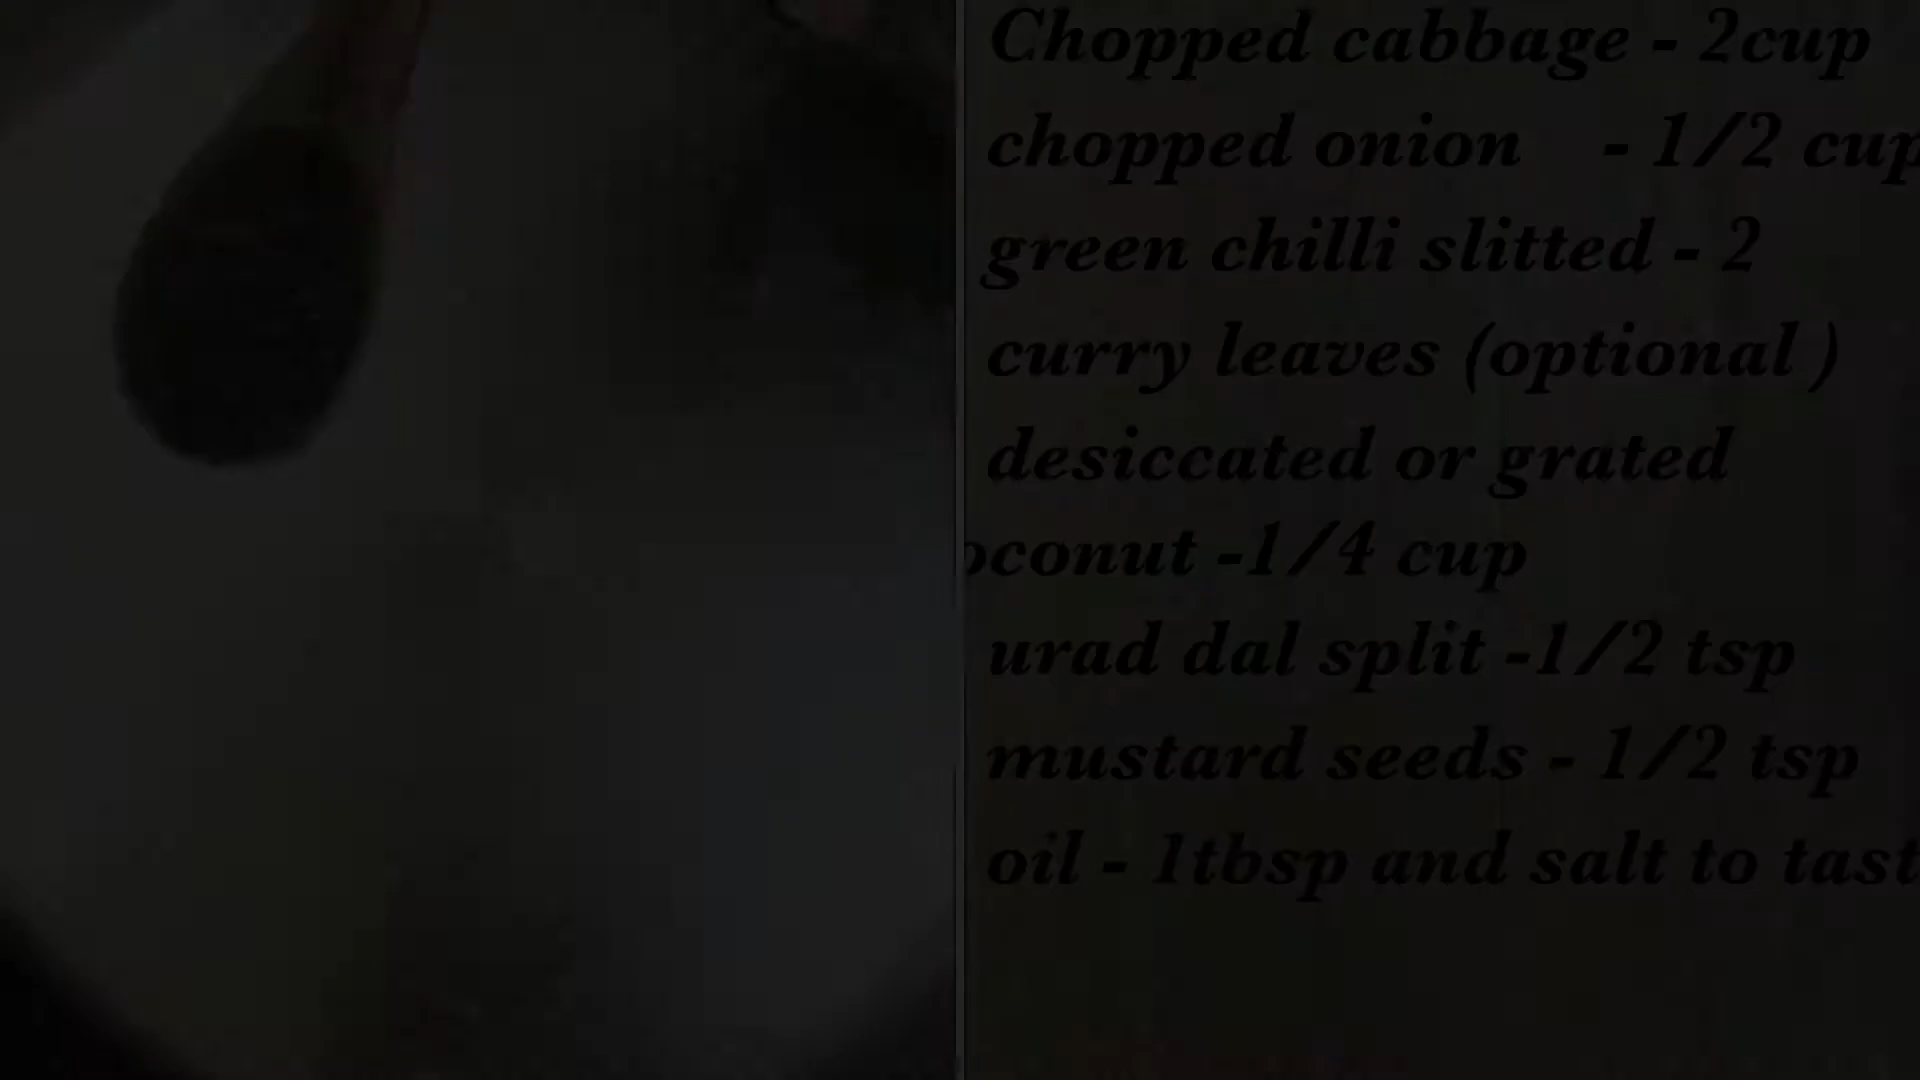 Chopped cabbage - 2cup
chopped onion - 1/2 cup
green chilli slitted - 2
curry leaves (optional )
desiccated or grated
oconut -1/4 cup
urad dal split -1/2 tsp
mustard seeds - 1/2 tsp
oil - 1tbsp and salt to tast